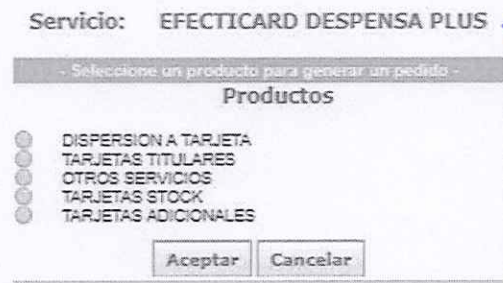 Servicio: EFECTICARD DESPENSA PLUS
- Seleccione un producto para generar un pedido -
Productos
DISPERSION A TARJETA
TARJETAS TITULARES
OTROS SERVICIOS
TARJETAS STOCK
TARJETAS ADICIONALES
Aceptar Cancelar